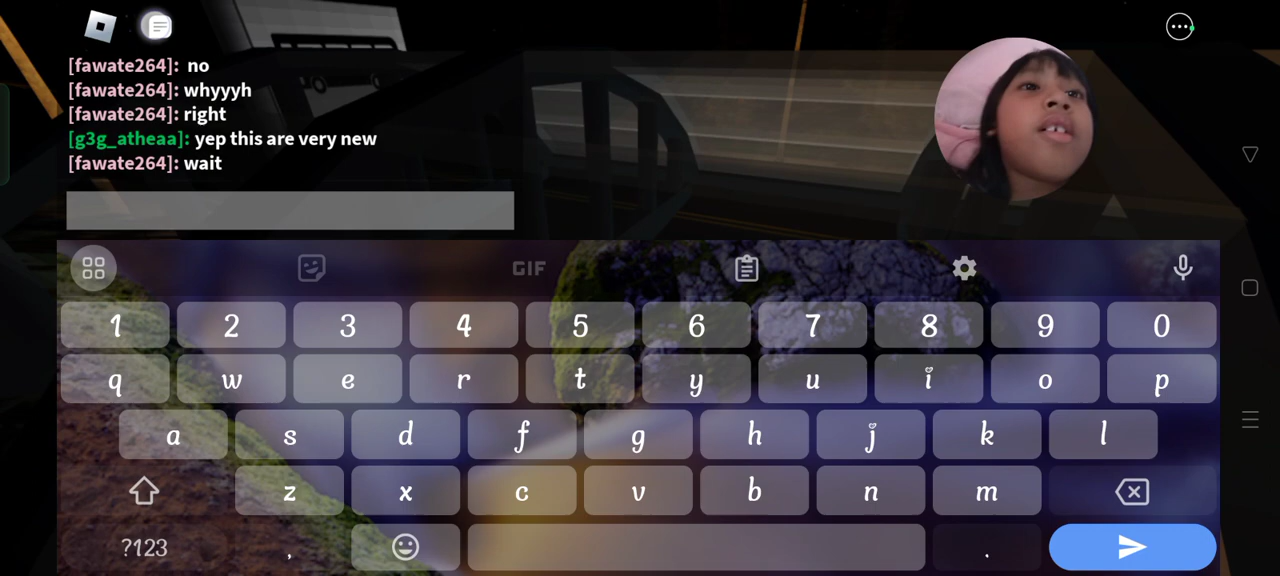 [fawate264]: no
[fawate264]: whyyyh
[fawate264]: right
[g3g_atheaa]: yep this are very new
[fawate264]: wait
GIF
1 2 3 4 5 6 7 8 9 0
q w e r t y u i o p
a s d f g h j k l
z x c v b n m
?123 , .